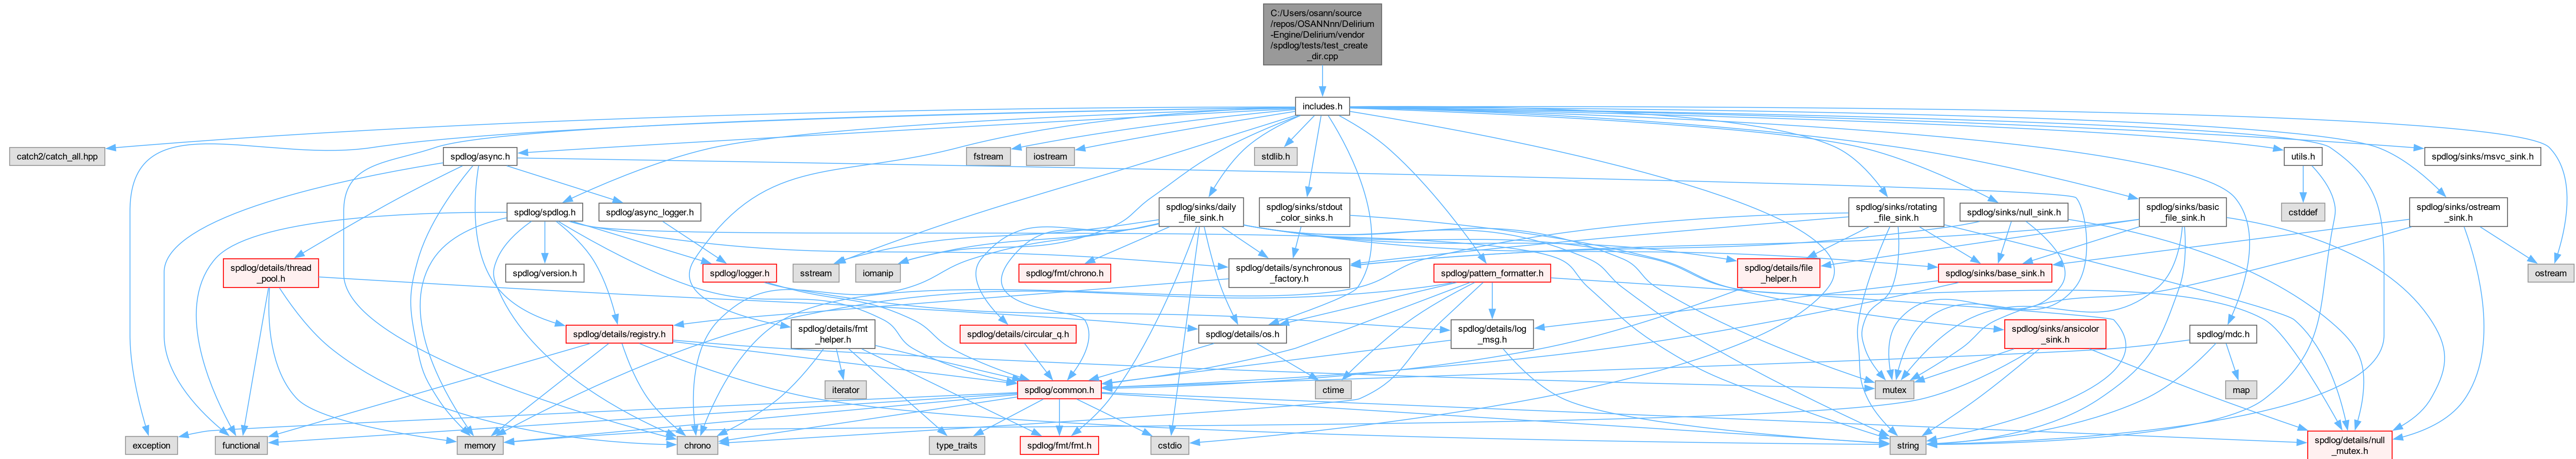 C:/Users/osann/source
/repos/OSANNnn/Delirium
-Engine/Delirium/vendor
/spdlog/tests/test_create
_dir.cpp
includes.h
catch2/catch_all.hpp
spdlog/async.h
fstream
iostream
stdlib.h
utils.h
spdlog/sinks/msvc_sink.h
spdlog/spdlog.h
spdlog/async_logger.h
spdlog/sinks/daily
_file_sink.h
spdlog/sinks/stdout
_color_sinks.h
spdlog/sinks/rotating
_file_sink.h
spdlog/sinks/null_sink.h
spdlog/sinks/basic
_file_sink.h
cstddef
spdlog/sinks/ostream
_sink.h
spdlog/details/thread
_pool.h
spdlog/version.h
spdlog/logger.h
sstream
iomanip
spdlog/fmt/chrono.h
spdlog/details/synchronous
_factory.h
spdlog/pattern_formatter.h
spdlog/details/file
_helper.h
spdlog/sinks/base_sink.h
ostream
spdlog/details/registry.h
spdlog/details/fmt
_helper.h
spdlog/details/circular_q.h
spdlog/details/os.h
spdlog/details/log
_msg.h
spdlog/sinks/ansicolor
_sink.h
spdlog/mdc.h
iterator
spdlog/common.h
ctime
mutex
map
exception
functional
memory
chrono
type_traits
spdlog/fmt/fmt.h
cstdio
string
spdlog/details/null
_mutex.h